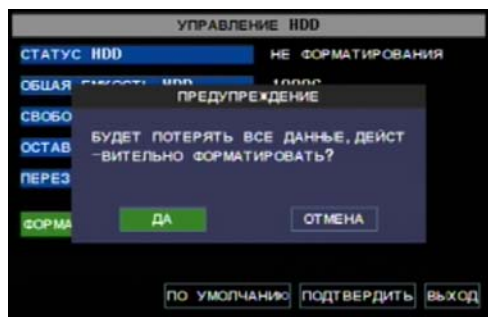 УПРАВЛЕНИЕ HDD
СТАТУС HDD НЕ ФОРМАТИРОВАНИЯ
ОБЩАЯ HDD
ПРЕДУПРЕЖДЕНИЕ
СВОБО
БУДЕТ ПОТЕРЯТЬ ВСЕ ДАННЫЕ,ДЕЙСТ
ОСТАВ
-ВИТЕЛЬНО ФОРМАТИРОВАТЬ?
ПЕРЕЗ
ФОРМА
ДА ОТМЕНА
ПО УМОЛЧАНИЮ ПОДТВЕРДИТЬ ВЫХОД